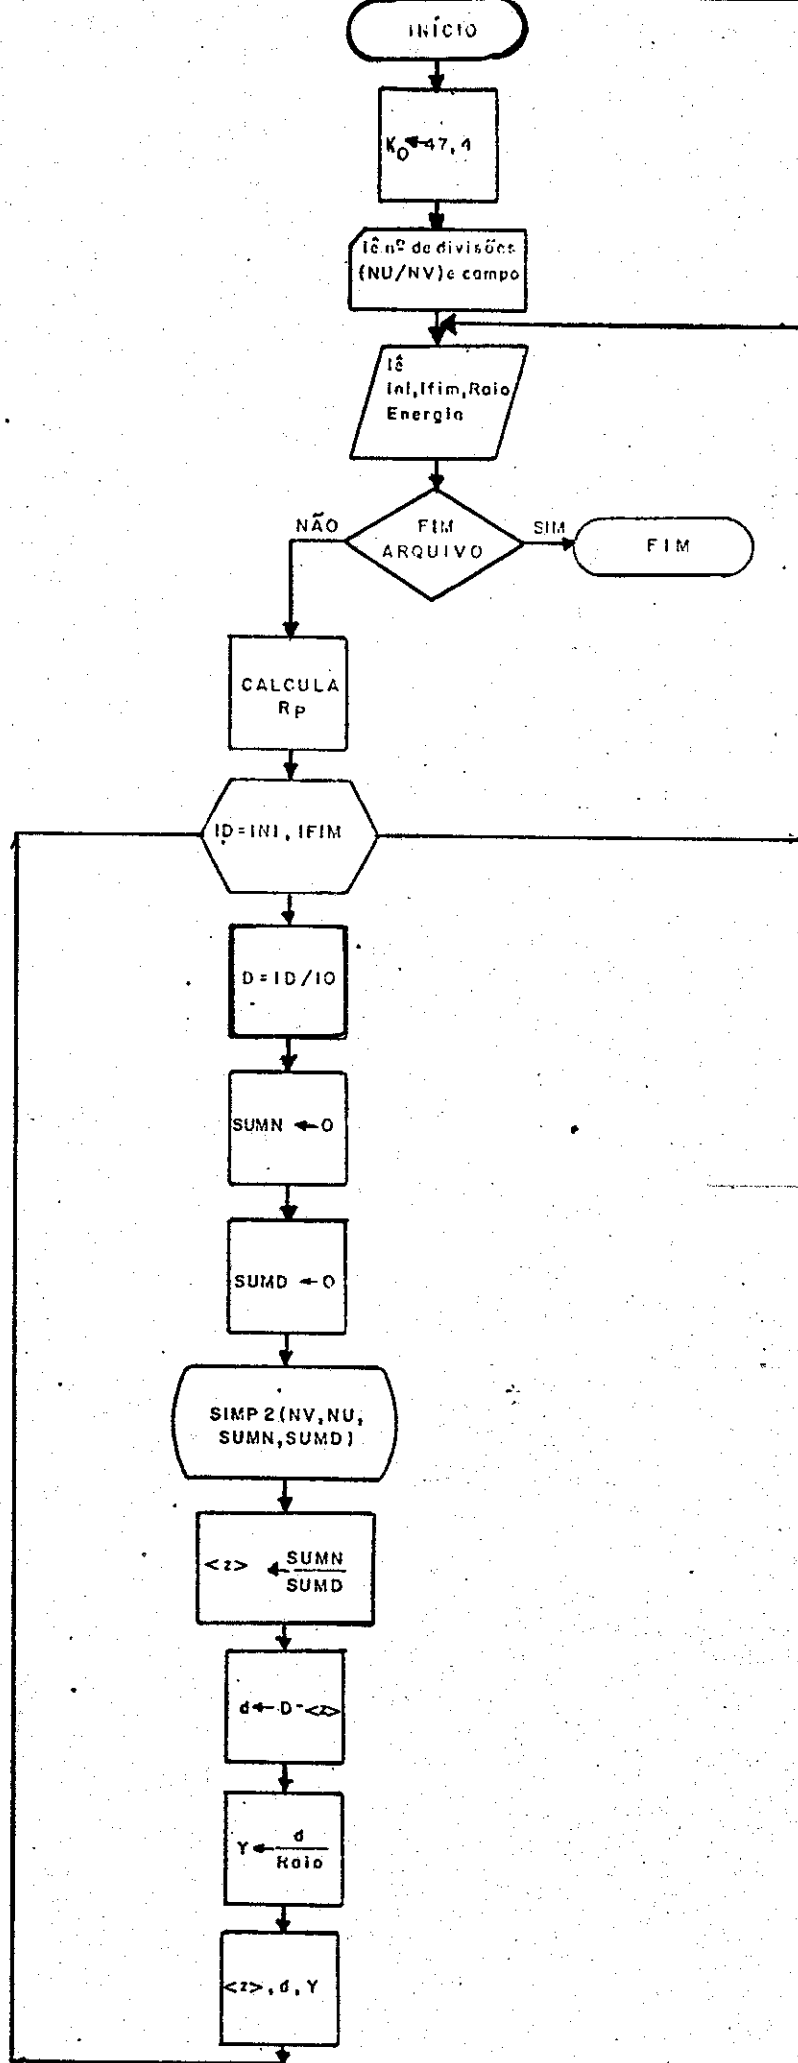 INÍCIO
K0←47,4
lê nº de divisões
(NU/NV) e campo
lê
Ini, Ifim, Raio
Energia
NÃO
FIM
ARQUIVO
SIM
FIM
CALCULA
RP
ID=INI, IFIM
D=ID/10
SUMN ←0
SUMD ←0
SIMP2(NV,NU,
SUMN,SUMD)
<z> ← SUMN
SUMD
d←D-<z>
Y← d
Raio
<z>, d, Y